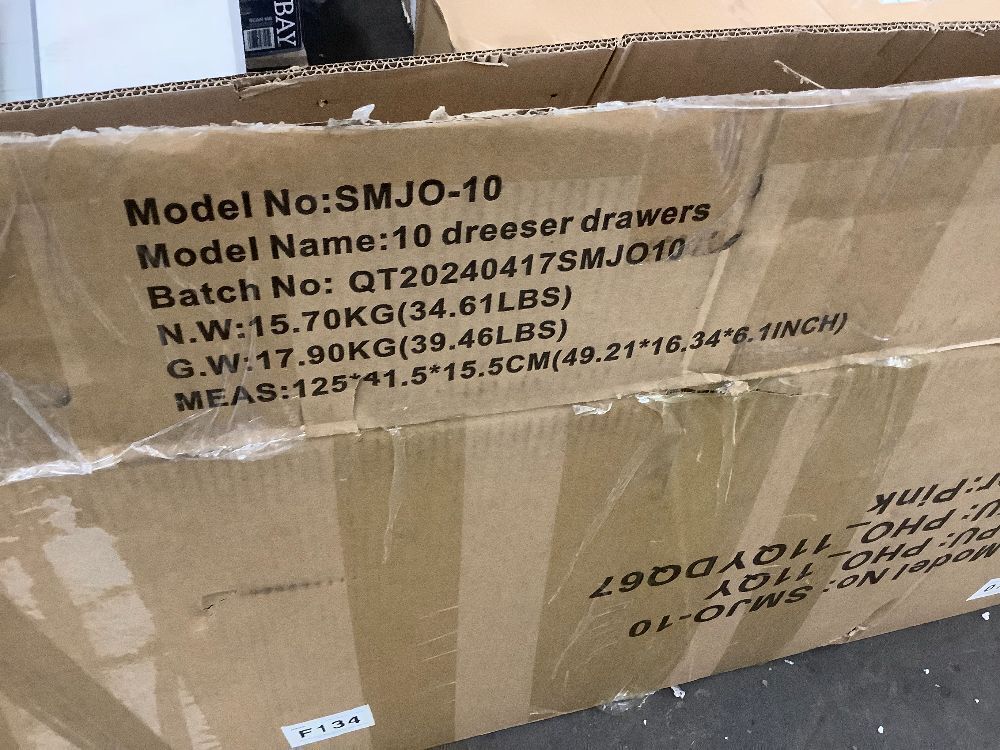 BAY
Model No:SMJO-10
Model Name:10 dreeser drawers
Batch No: QT20240417SMJO10
N.W:15.70KG(34.61LBS)
G.W:17.90KG(39.46LBS)
MEAS:125*41.5*15.5CM(49.21*16.34*6.1INCH)
Model No: SMJO-10
PU: PHO_11QY
U: PHO_11QYDQ67
r:Pink
F134